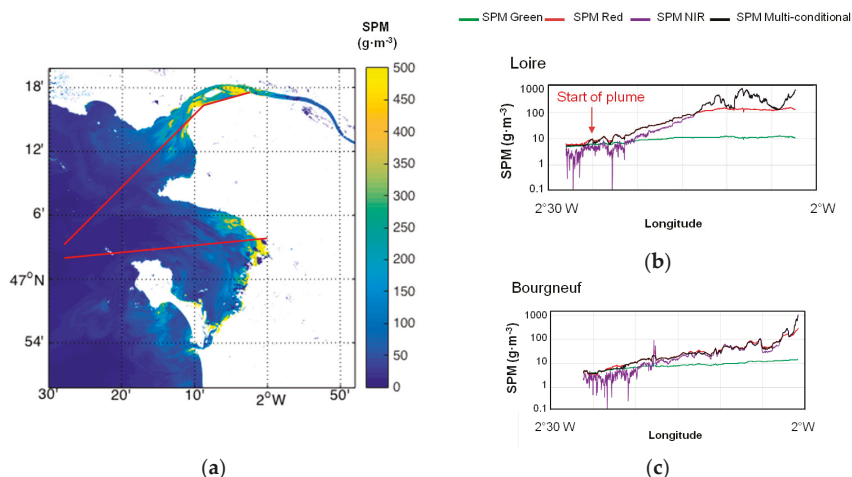 SPM Green SPM Red SPM NIR SPM Multi-conditional
SPM
(g·m⁻³)
500
450
400
350
300
250
200
150
100
50
0
18'
12'
6'
47°N
54'
30' 20' 10' 2°W 50'
(a)
Loire
Start of plume
SPM (g·m⁻³)
1000
100
10
1
0.1
2°30 W 2°W
Longitude
(b)
Bourgneuf
SPM (g·m⁻³)
1000
100
10
1
0.1
2°30 W 2°W
Longitude
(c)